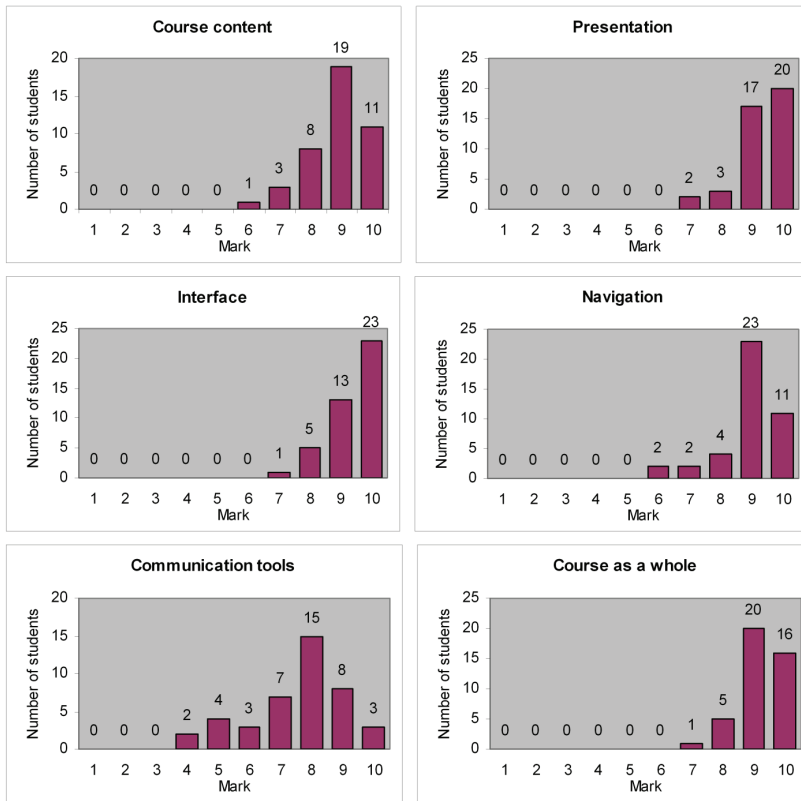 Course content
Number of students
20
15
10
5
0
0 0 0 0 0 1 3 8 19 11
1 2 3 4 5 6 7 8 9 10
Mark
Presentation
Number of students
25
20
15
10
5
0
0 0 0 0 0 0 2 3 17 20
1 2 3 4 5 6 7 8 9 10
Mark
Interface
Number of students
25
20
15
10
5
0
0 0 0 0 0 0 1 5 13 23
1 2 3 4 5 6 7 8 9 10
Mark
Navigation
Number of students
25
20
15
10
5
0
0 0 0 0 0 2 2 4 23 11
1 2 3 4 5 6 7 8 9 10
Mark
Communication tools
Number of students
20
15
10
5
0
0 0 0 2 4 3 7 15 8 3
1 2 3 4 5 6 7 8 9 10
Mark
Course as a whole
Number of students
25
20
15
10
5
0
0 0 0 0 0 0 1 5 20 16
1 2 3 4 5 6 7 8 9 10
Mark